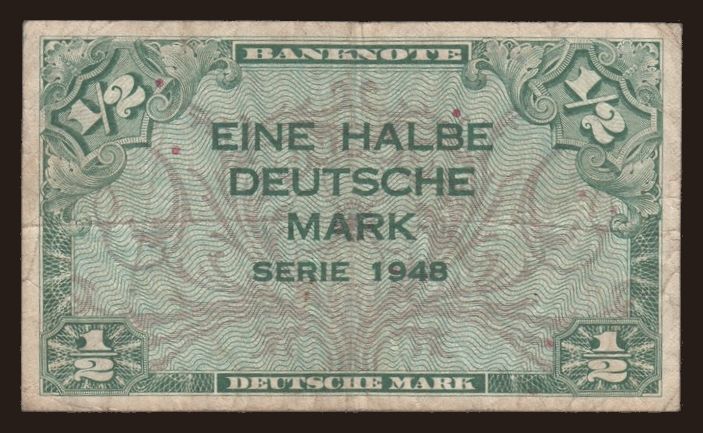 BANKNOTE
1/2 1/2
EINE HALBE
DEUTSCHE
MARK
SERIE 1948
1/2 1/2
DEUTSCHE MARK